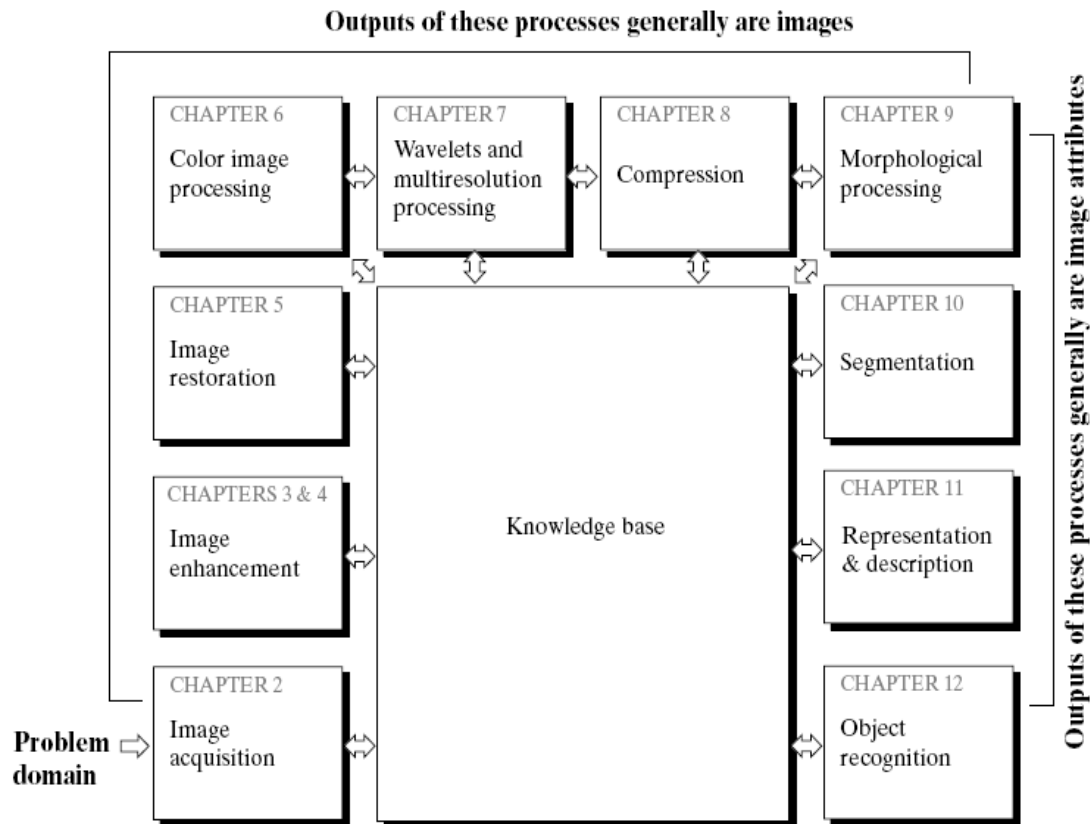 Outputs of these processes generally are images
CHAPTER 6
Color image
processing
CHAPTER 7
Wavelets and
multiresolution
processing
CHAPTER 8
Compression
CHAPTER 9
Morphological
processing
CHAPTER 5
Image
restoration
CHAPTER 10
Segmentation
CHAPTERS 3 & 4
Image
enhancement
Knowledge base
CHAPTER 11
Representation
& description
CHAPTER 2
Image
acquisition
CHAPTER 12
Object
recognition
Problem
domain
Outputs of these processes generally are image attributes